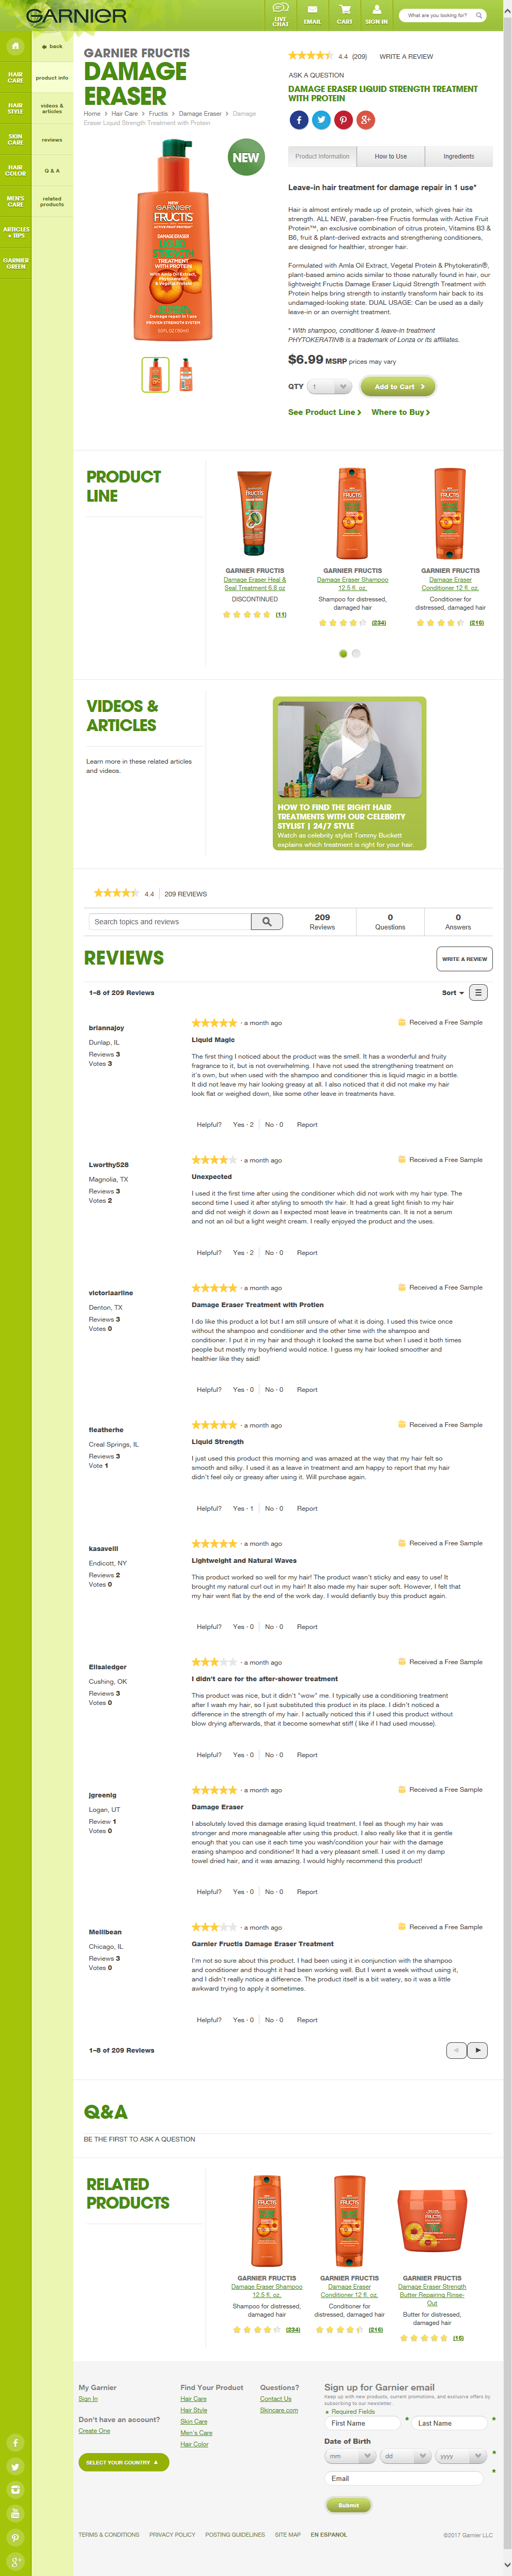 GARNIER
LIVE CHAT
EMAIL
CART
SIGN IN
What are you looking for?
HAIR CARE
HAIR STYLE
SKIN CARE
HAIR COLOR
MEN'S CARE
ARTICLES + TIPS
GARNIER GREEN
back
product info
videos & articles
reviews
Q & A
related products
GARNIER FRUCTIS
DAMAGE
ERASER
Home > Hair Care > Fructis > Damage Eraser > Damage
Eraser Liquid Strength Treatment with Protein
NEW
GARNIER
FRUCTIS
DAMAGE ERASER
LIQUID
STRENGTH
TREATMENT
WITH PROTEIN
4.4 (209) WRITE A REVIEW
ASK A QUESTION
DAMAGE ERASER LIQUID STRENGTH TREATMENT
WITH PROTEIN
Product Information
How to Use
Ingredients
Leave-in hair treatment for damage repair in 1 use*
Hair is almost entirely made up of protein, which gives hair its
strength. ALL NEW, paraben-free Fructis formulas with Active Fruit
Protein™, an exclusive combination of citrus protein, Vitamins B3 &
B6, fruit & plant-derived extracts and strengthening conditioners,
are designed for healthier, stronger hair.
Formulated with Amla Oil Extract, Vegetal Protein & Phytokeratin®,
plant-based amino acids similar to those naturally found in hair, our
lightweight Fructis Damage Eraser Liquid Strength Treatment with
Protein helps bring strength to instantly transform hair back to its
undamaged-looking state. DUAL USAGE: Can be used as a daily
leave-in or an overnight treatment.
* With shampoo, conditioner & leave-in treatment
PHYTOKERATIN® is a trademark of Lonza or its affiliates.
$6.99 MSRP prices may vary
QTY 1 Add to Cart
See Product Line
Where to Buy
PRODUCT
LINE
GARNIER FRUCTIS
Damage Eraser Heal &
Seal Treatment 6.8 oz
DISCONTINUED
(11)
GARNIER FRUCTIS
Damage Eraser Shampoo
12.5 fl. oz.
Shampoo for distressed,
damaged hair
(234)
GARNIER FRUCTIS
Damage Eraser
Conditioner 12 fl. oz.
Conditioner for
distressed, damaged hair
(216)
VIDEOS &
ARTICLES
Learn more in these related articles
and videos.
HOW TO FIND THE RIGHT HAIR
TREATMENTS WITH OUR CELEBRITY
STYLIST | 24/7 STYLE
Watch as celebrity stylist Tommy Buckett
explains which treatment is right for your hair.
4.4 209 REVIEWS
Search topics and reviews
209
Reviews
0
Questions
0
Answers
REVIEWS
WRITE A REVIEW
1–8 of 209 Reviews
Sort
briannajoy
Dunlap, IL
Reviews 3
Votes 3
· a month ago
Received a Free Sample
Liquid Magic
The first thing I noticed about the product was the smell. It has a wonderful and fruity
fragrance to it, but is not overwhelming. I have not used the strengthening treatment on
it's own, but when used with the shampoo and conditioner this is liquid magic in a bottle.
It did not leave my hair looking greasy at all. I also noticed that it did not make my hair
look flat or weighed down, like some other leave in treatments have.
Helpful? Yes · 2 No · 0 Report
Lworthy528
Magnolia, TX
Reviews 3
Votes 2
· a month ago
Received a Free Sample
Unexpected
I used it the first time after using the conditioner which did not work with my hair type. The
second time I used it after styling to smooth thr hair. It had a great light finish to my hair
and did not weigh it down as I expected most leave in treatments can. It is not a serum
and not an oil but a light weight cream. I really enjoyed the product and the uses.
Helpful? Yes · 2 No · 0 Report
victoriaarline
Denton, TX
Reviews 3
Votes 0
· a month ago
Received a Free Sample
Damage Eraser Treatment with Protien
I do like this product a lot but I am still unsure of what it is doing. I used this twice once
without the shampoo and conditioner and the other time with the shampoo and
conditioner. I put it in my hair and though it looked the same but when I used it both times
people but mostly my boyfriend would notice. I guess my hair looked smoother and
healthier like they said!
Helpful? Yes · 0 No · 0 Report
fleatherhe
Creal Springs, IL
Reviews 3
Vote 1
· a month ago
Received a Free Sample
Liquid Strength
I just used this product this morning and was amazed at the way that my hair felt so
smooth and silky. I used it as a leave in treatment and am happy to report that my hair
didn't feel oily or greasy after using it. Will purchase again.
Helpful? Yes · 1 No · 0 Report
kasavelli
Endicott, NY
Reviews 2
Votes 0
· a month ago
Received a Free Sample
Lightweight and Natural Waves
This product worked so well for my hair! The product wasn't sticky and easy to use! It
brought my natural curl out in my hair! It also made my hair super soft. However, I felt that
my hair went flat by the end of the work day. I would defiantly buy this product again.
Helpful? Yes · 0 No · 0 Report
Elisaledger
Cushing, OK
Reviews 3
Votes 0
· a month ago
Received a Free Sample
I didn't care for the after-shower treatment
This product was nice, but it didn't "wow" me. I typically use a conditioning treatment
after I wash my hair, so I just substituted this product in its place. I didn't noticed a
difference in the strength of my hair. I actually noticed this if I used this product without
blow drying afterwards, that it become somewhat stiff ( like if I had used mousse).
Helpful? Yes · 0 No · 0 Report
jgreenig
Logan, UT
Review 1
Votes 0
· a month ago
Received a Free Sample
Damage Eraser
I absolutely loved this damage erasing liquid treatment. I feel as though my hair was
stronger and more manageable after using this product. I also really like that it is gentle
enough that you can use it each time you wash/condition your hair with the damage
erasing shampoo and conditioner! It had a very pleasant smell. I used it on my damp
towel dried hair, and it was amazing. I would highly recommend this product!
Helpful? Yes · 0 No · 0 Report
Mellibean
Chicago, IL
Reviews 3
Votes 0
· a month ago
Received a Free Sample
Garnier Fructis Damage Eraser Treatment
I'm not so sure about this product. I had been using it in conjunction with the shampoo
and conditioner and thought it had been working well. But I went a week without using it,
and I didn't really notice a difference. The product itself is a bit watery, so it was a little
awkward trying to apply it sometimes.
Helpful? Yes · 0 No · 0 Report
1–8 of 209 Reviews
Q&A
BE THE FIRST TO ASK A QUESTION
RELATED
PRODUCTS
GARNIER FRUCTIS
Damage Eraser Shampoo
12.5 fl. oz.
Shampoo for distressed,
damaged hair
(234)
GARNIER FRUCTIS
Damage Eraser
Conditioner 12 fl. oz.
Conditioner for
distressed, damaged hair
(216)
GARNIER FRUCTIS
Damage Eraser Strength
Butter Repairing Rinse-
Out
Butter for distressed,
damaged hair
(16)
My Garnier
Sign In
Don't have an account?
Create One
SELECT YOUR COUNTRY
Find Your Product
Hair Care
Hair Style
Skin Care
Men's Care
Hair Color
Questions?
Contact Us
Skincare.com
Sign up for Garnier email
Keep up with new products, current promotions, and exclusive offers by
subscribing to our newsletter.
* Required Fields
First Name * Last Name *
Date of Birth
mm dd yyyy *
Email *
Submit
TERMS & CONDITIONS PRIVACY POLICY POSTING GUIDELINES SITE MAP EN ESPANOL
©2017 Garnier LLC